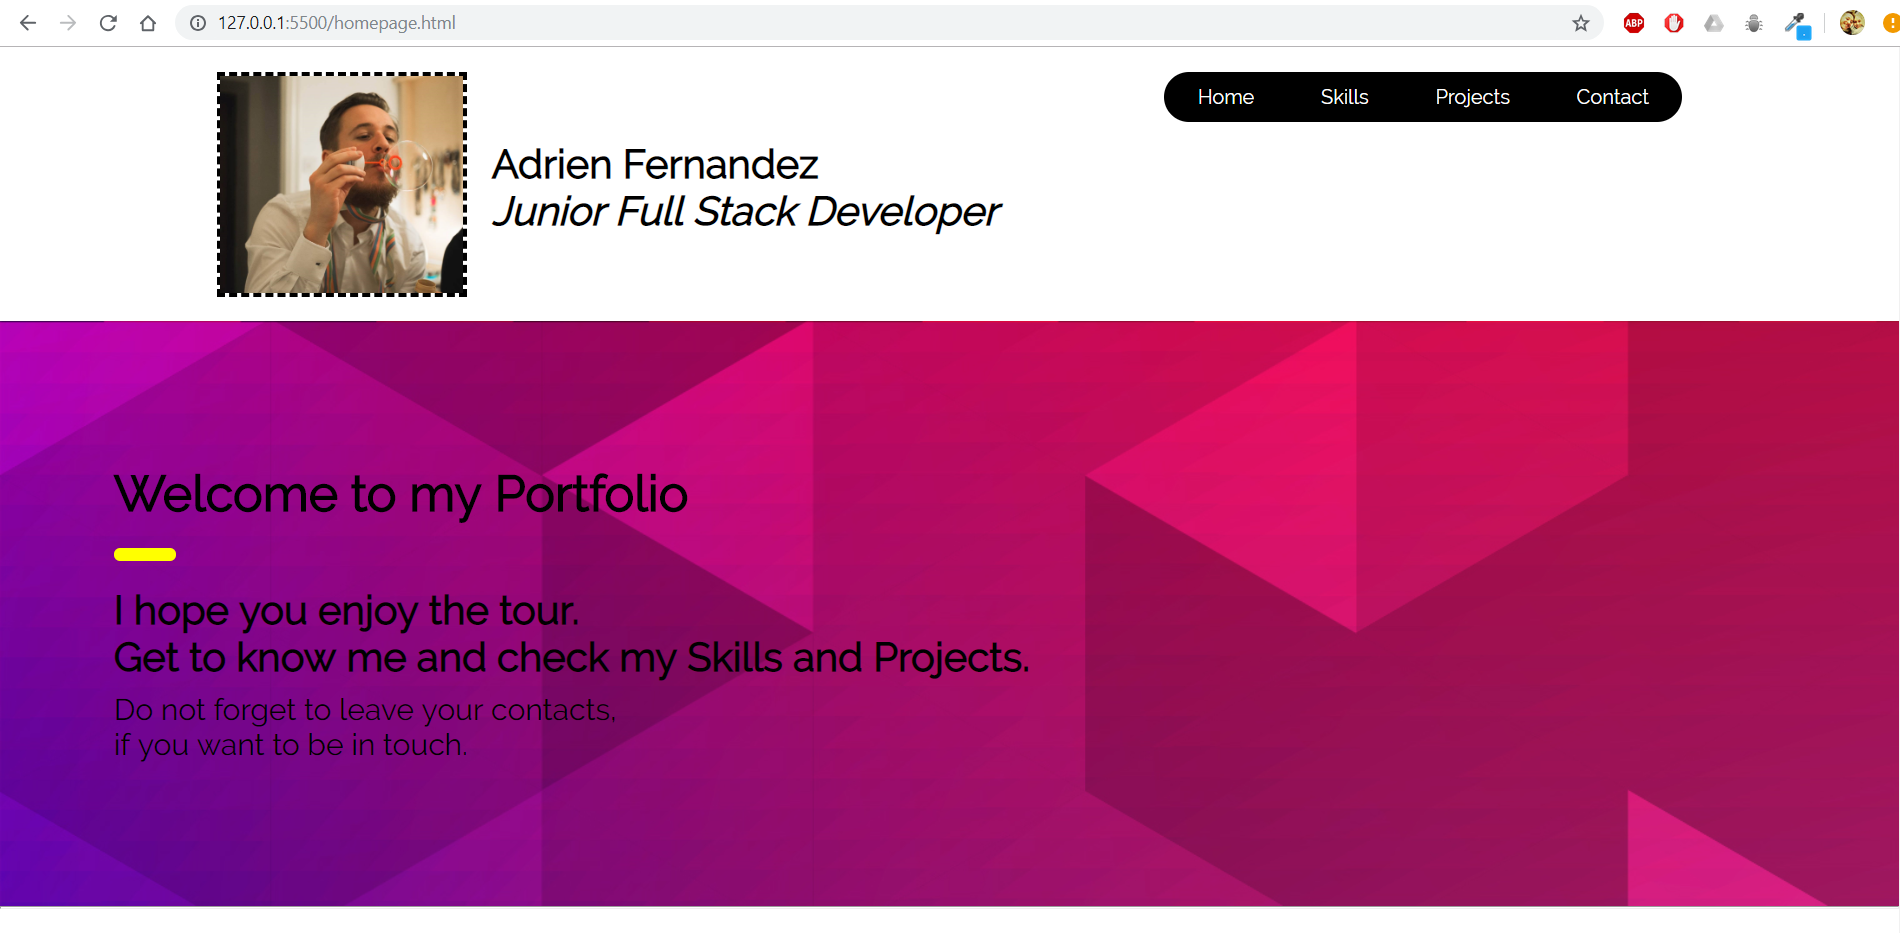 127.0.0.1:5500/homepage.html
ABP
Home Skills Projects Contact
Adrien Fernandez
Junior Full Stack Developer
Welcome to my Portfolio
I hope you enjoy the tour.
Get to know me and check my Skills and Projects.
Do not forget to leave your contacts,
if you want to be in touch.